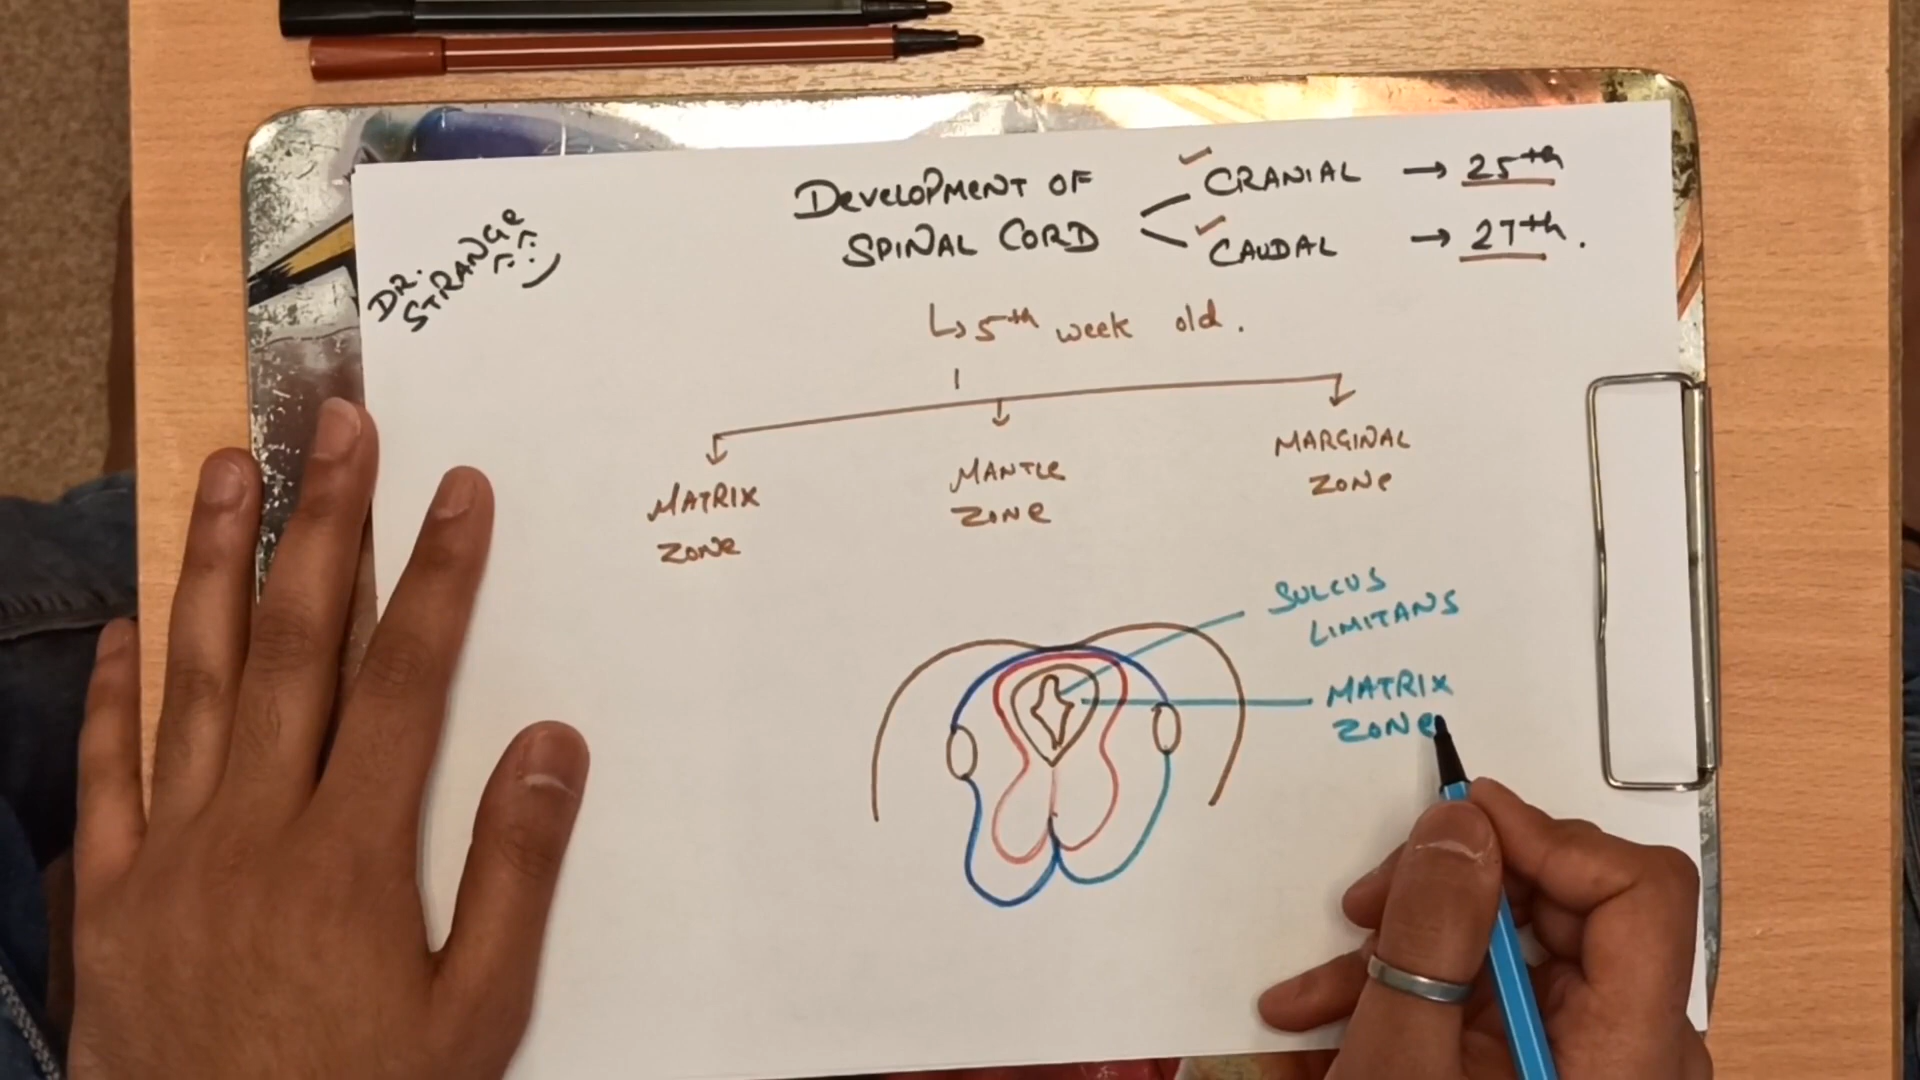 DR.
STRANGE
DEVELOPMENT OF
SPINAL CORD
CRANIAL → 25th
CAUDAL → 27th.
↳ 5th week old.
MATRIX
ZONE
MANTLE
ZONE
MARGINAL
ZONE
SULCUS
LIMITANS
MATRIX
ZONE